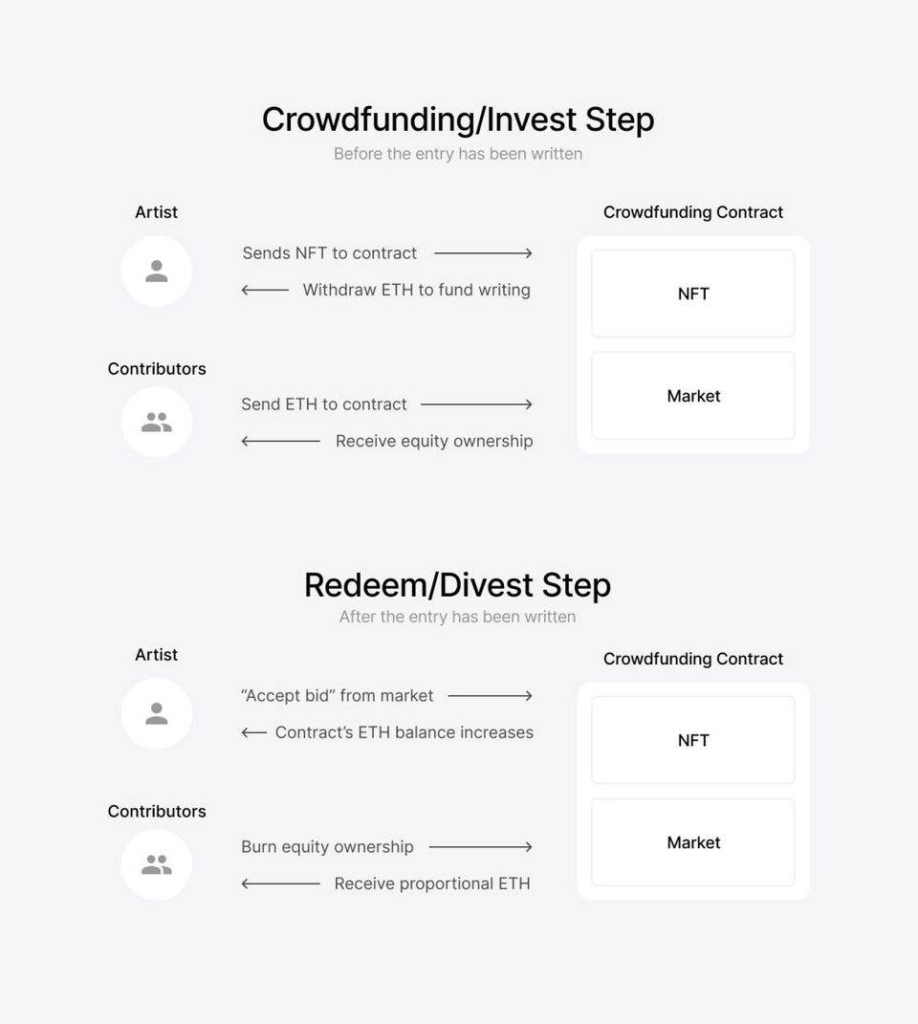 Crowdfunding/Invest Step
Before the entry has been written
Artist
Crowdfunding Contract
Sends NFT to contract
Withdraw ETH to fund writing
NFT
Contributors
Send ETH to contract
Receive equity ownership
Market
Redeem/Divest Step
After the entry has been written
Artist
Crowdfunding Contract
“Accept bid” from market
Contract’s ETH balance increases
NFT
Contributors
Burn equity ownership
Receive proportional ETH
Market